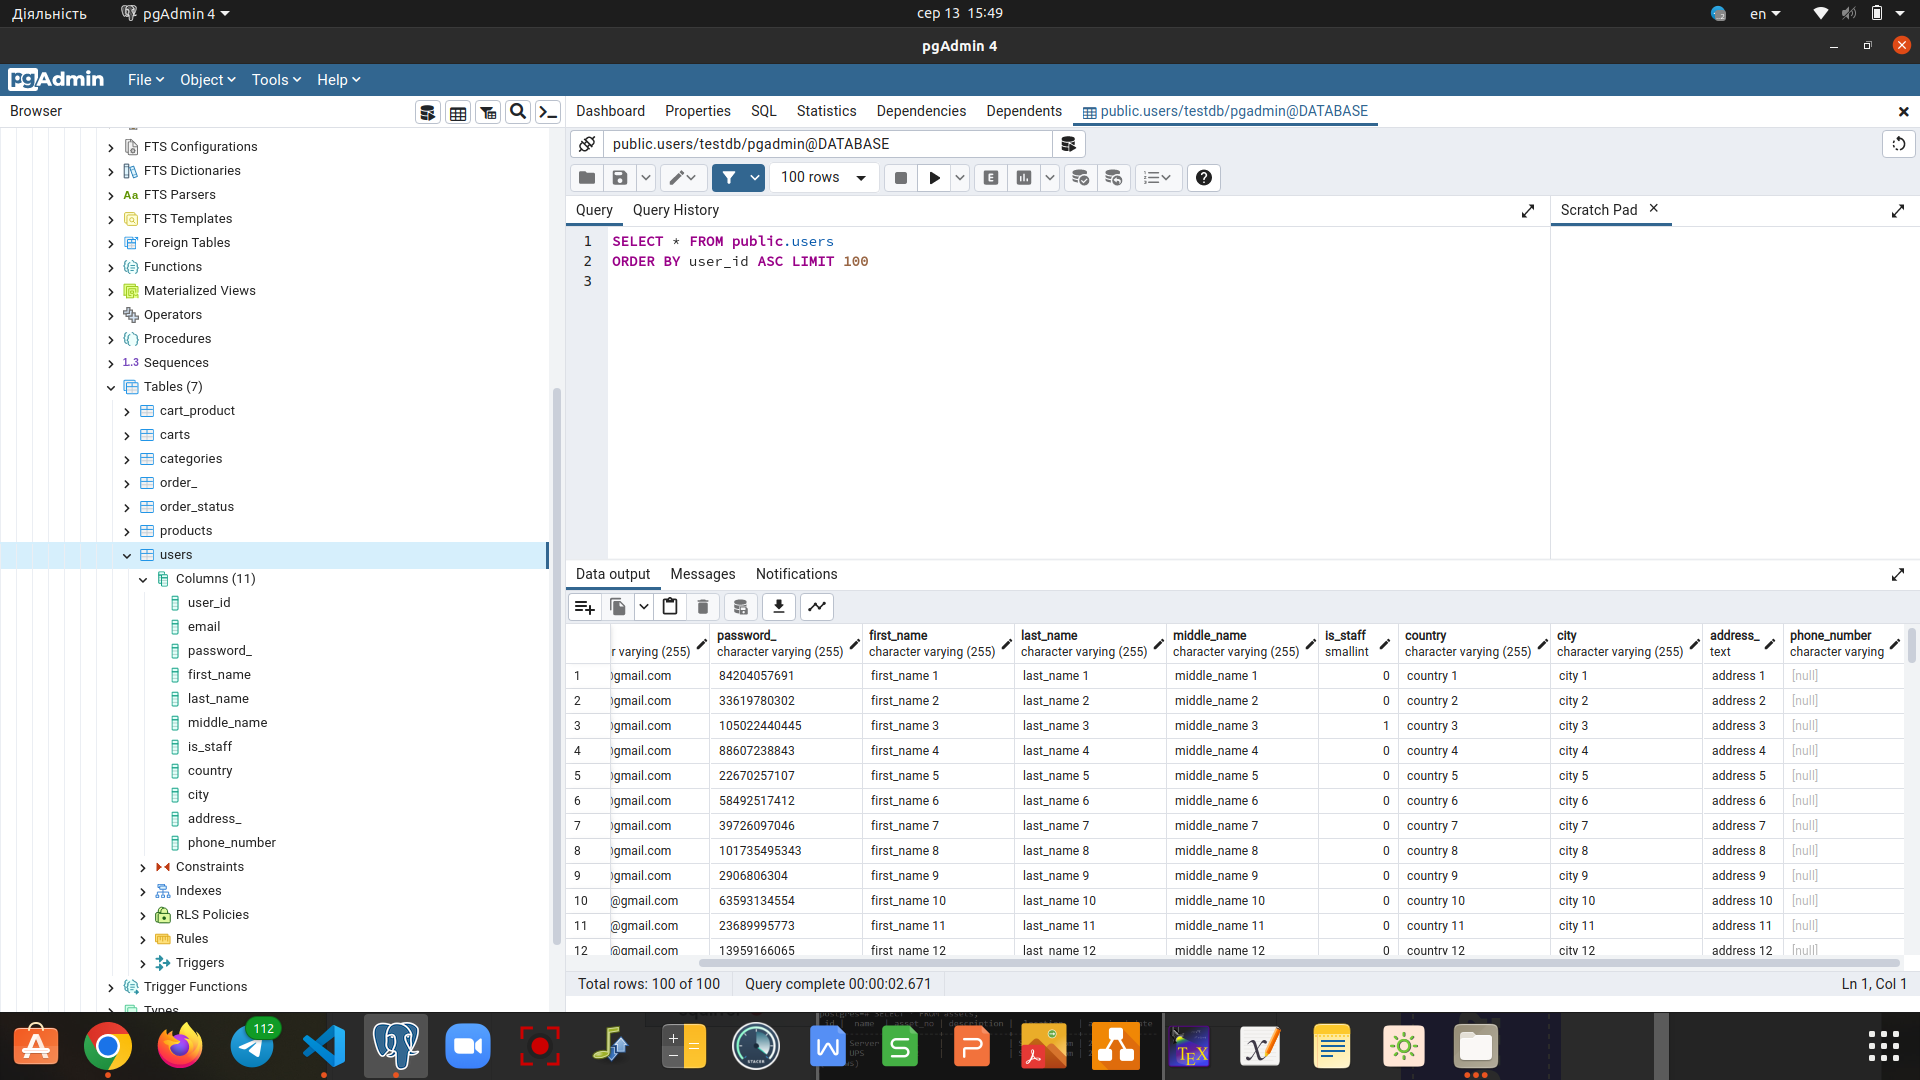 Діяльність
pgAdmin 4
сер 13 15:49
en
pgAdmin 4
pgAdmin
File
Object
Tools
Help
Browser
Dashboard
Properties
SQL
Statistics
Dependencies
Dependents
public.users/testdb/pgadmin@DATABASE
public.users/testdb/pgadmin@DATABASE
100 rows
E
Query
Query History
Scratch Pad
1 SELECT * FROM public.users
2 ORDER BY user_id ASC LIMIT 100
3
FTS Configurations
FTS Dictionaries
Aa FTS Parsers
FTS Templates
Foreign Tables
Functions
Materialized Views
Operators
Procedures
1..3 Sequences
Tables (7)
cart_product
carts
categories
order_
order_status
products
users
Columns (11)
user_id
email
password_
first_name
last_name
middle_name
is_staff
country
city
address_
phone_number
Constraints
Indexes
RLS Policies
Rules
Triggers
Trigger Functions
Types
Data output
Messages
Notifications
password_ first_name last_name middle_name is_staff country city address_ phone_number
r varying (255) character varying (255) character varying (255) character varying (255) character varying (255) smallint character varying (255) character varying (255) text character varying
1 @gmail.com 84204057691 first_name 1 last_name 1 middle_name 1 0 country 1 city 1 address 1 [null]
2 @gmail.com 33619780302 first_name 2 last_name 2 middle_name 2 0 country 2 city 2 address 2 [null]
3 @gmail.com 105022440445 first_name 3 last_name 3 middle_name 3 1 country 3 city 3 address 3 [null]
4 @gmail.com 88607238843 first_name 4 last_name 4 middle_name 4 0 country 4 city 4 address 4 [null]
5 @gmail.com 22670257107 first_name 5 last_name 5 middle_name 5 0 country 5 city 5 address 5 [null]
6 @gmail.com 58492517412 first_name 6 last_name 6 middle_name 6 0 country 6 city 6 address 6 [null]
7 @gmail.com 39726097046 first_name 7 last_name 7 middle_name 7 0 country 7 city 7 address 7 [null]
8 @gmail.com 101735495343 first_name 8 last_name 8 middle_name 8 0 country 8 city 8 address 8 [null]
9 @gmail.com 2906806304 first_name 9 last_name 9 middle_name 9 0 country 9 city 9 address 9 [null]
10 @gmail.com 63593134554 first_name 10 last_name 10 middle_name 10 0 country 10 city 10 address 10 [null]
11 @gmail.com 23689995773 first_name 11 last_name 11 middle_name 11 0 country 11 city 11 address 11 [null]
12 @gmail.com 13959166065 first_name 12 last_name 12 middle_name 12 0 country 12 city 12 address 12 [null]
Total rows: 100 of 100
Query complete 00:00:02.671
Ln 1, Col 1
112
STACER
W
S
P
TEX
X